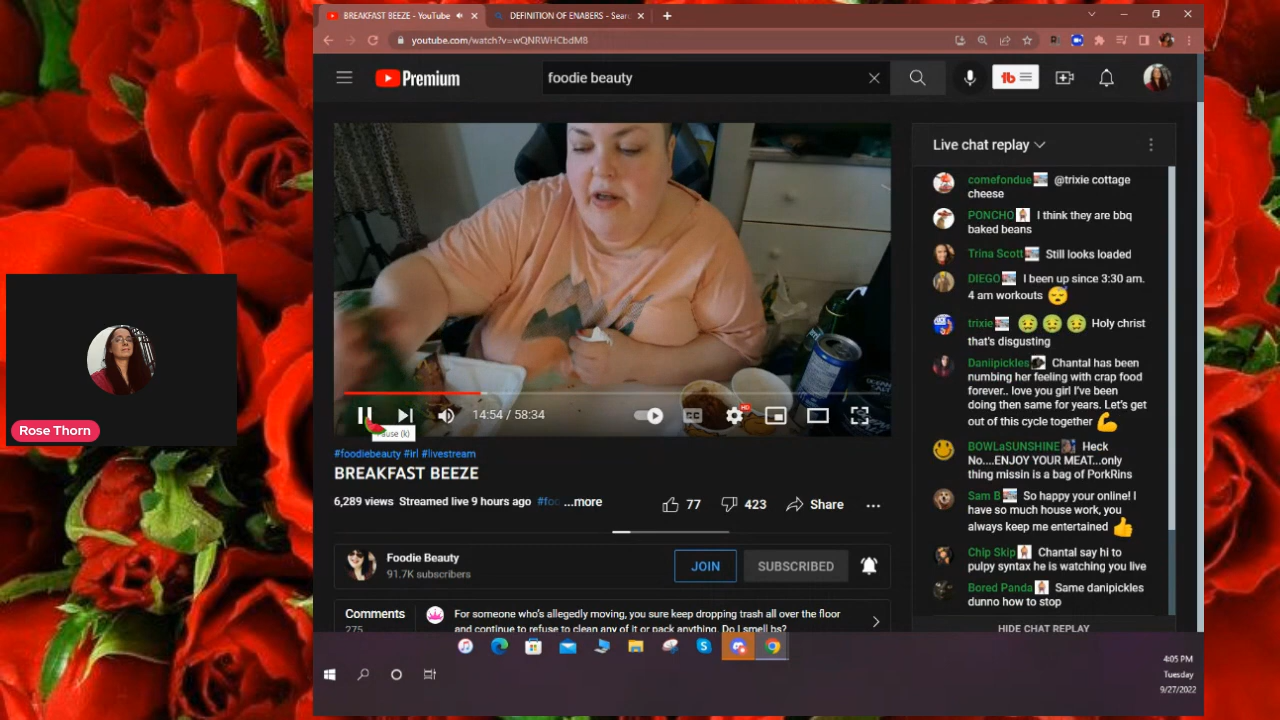 BREAKFAST BEEZE - YouTube
DEFINITION OF ENABERS - Sear
youtube.com/watch?v=wQNRWHCbdM8
Premium
foodie beauty
Live chat replay
comefondue @trixie cottage
cheese
PONCHO I think they are bbq
baked beans
Trina Scott Still looks loaded
DIEGO I been up since 3:30 am.
4 am workouts
trixie Holy christ
that's disgusting
Daniipickles Chantal has been
numbing her feeling with crap food
forever.. love you girl I've been
doing then same for years. Let's get
out of this cycle together
BOWLaSUNSHINE Heck
No....ENJOY YOUR MEAT...only
thing missin is a bag of PorkRins
Sam B So happy your online! I
have so much house work, you
always keep me entertained
Chip Skip Chantal say hi to
pulpy syntax he is watching you live
Bored Panda Same danipickles
dunno how to stop
HIDE CHAT REPLAY
14:54 / 58:34
CC
HD
Pause (k)
#foodiebeauty #irl #livestream
BREAKFAST BEEZE
6,289 views Streamed live 9 hours ago #foo ...more
77
423
Share
Foodie Beauty
91.7K subscribers
JOIN
SUBSCRIBED
Comments
275
For someone who's allegedly moving, you sure keep dropping trash all over the floor
and continue to refuse to clean any of it or pack anything. Do I smell bs?
Rose Thorn
4:05 PM
Tuesday
9/27/2022